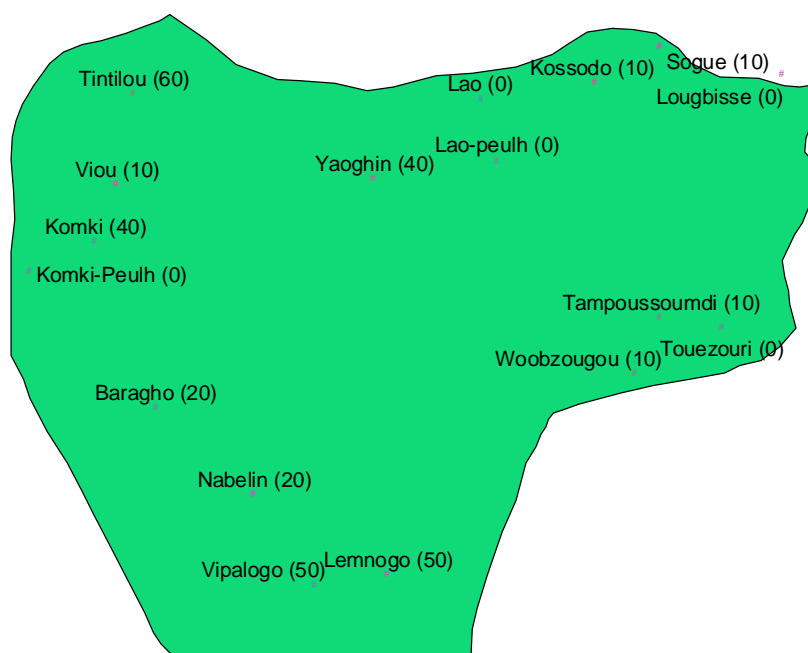 Tintilou (60)
Lao (0)
Kossodo (10)
Sogue (10)
Lougbisse (0)
Viou (10)
Yaoghin (40)
Lao-peulh (0)
Komki (40)
Komki-Peulh (0)
Tampoussoumdi (10)
Woobzougou (10)
Touezouri (0)
Baragho (20)
Nabelin (20)
Vipalogo (50)
Lemnogo (50)